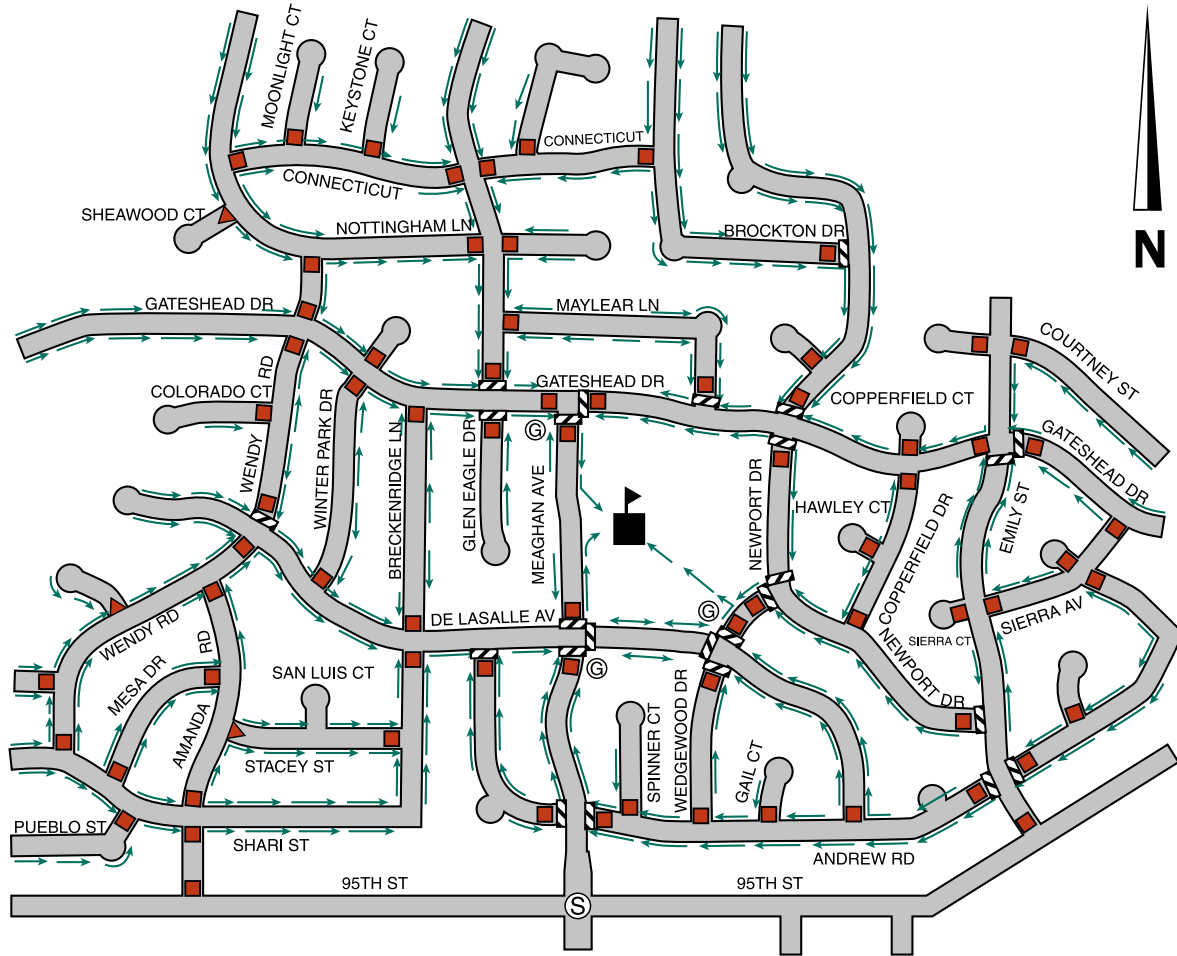 MOONLIGHT CT
KEYSTONE CT
CONNECTICUT
CONNECTICUT
SHEAWOOD CT
NOTTINGHAM LN
BROCKTON DR
N
GATESHEAD DR
MAYLEAR LN
COURTNEY ST
WENDY RD
COLORADO CT
WINTER PARK DR
BRECKENRIDGE LN
GATESHEAD DR
COPPERFIELD CT
GLEN EAGLE DR
G
MEAGHAN AVE
NEWPORT DR
HAWLEY CT
COPPERFIELD DR
EMILY ST
GATESHEAD DR
WENDY RD
DE LASALLE AV
G
SIERRA AV
SIERRA CT
NEWPORT DR
MESA DR
AMANDA RD
SAN LUIS CT
G
STACEY ST
SPINNER CT
WEDGEWOOD DR
GAIL CT
PUEBLO ST
SHARI ST
ANDREW RD
95TH ST
95TH ST
S